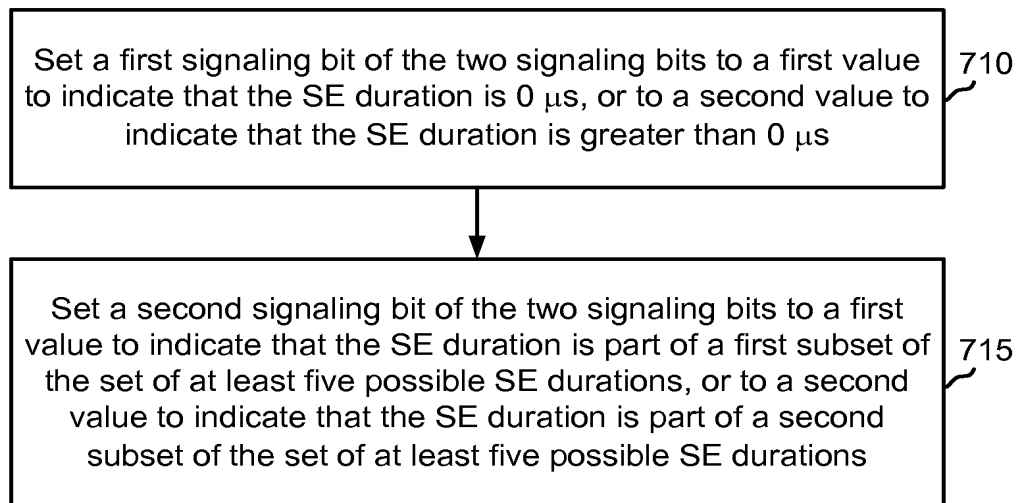 Set a first signaling bit of the two signaling bits to a first value
to indicate that the SE duration is 0 μs, or to a second value to
indicate that the SE duration is greater than 0 μs
710
Set a second signaling bit of the two signaling bits to a first
value to indicate that the SE duration is part of a first subset of
the set of at least five possible SE durations, or to a second
value to indicate that the SE duration is part of a second
subset of the set of at least five possible SE durations
715